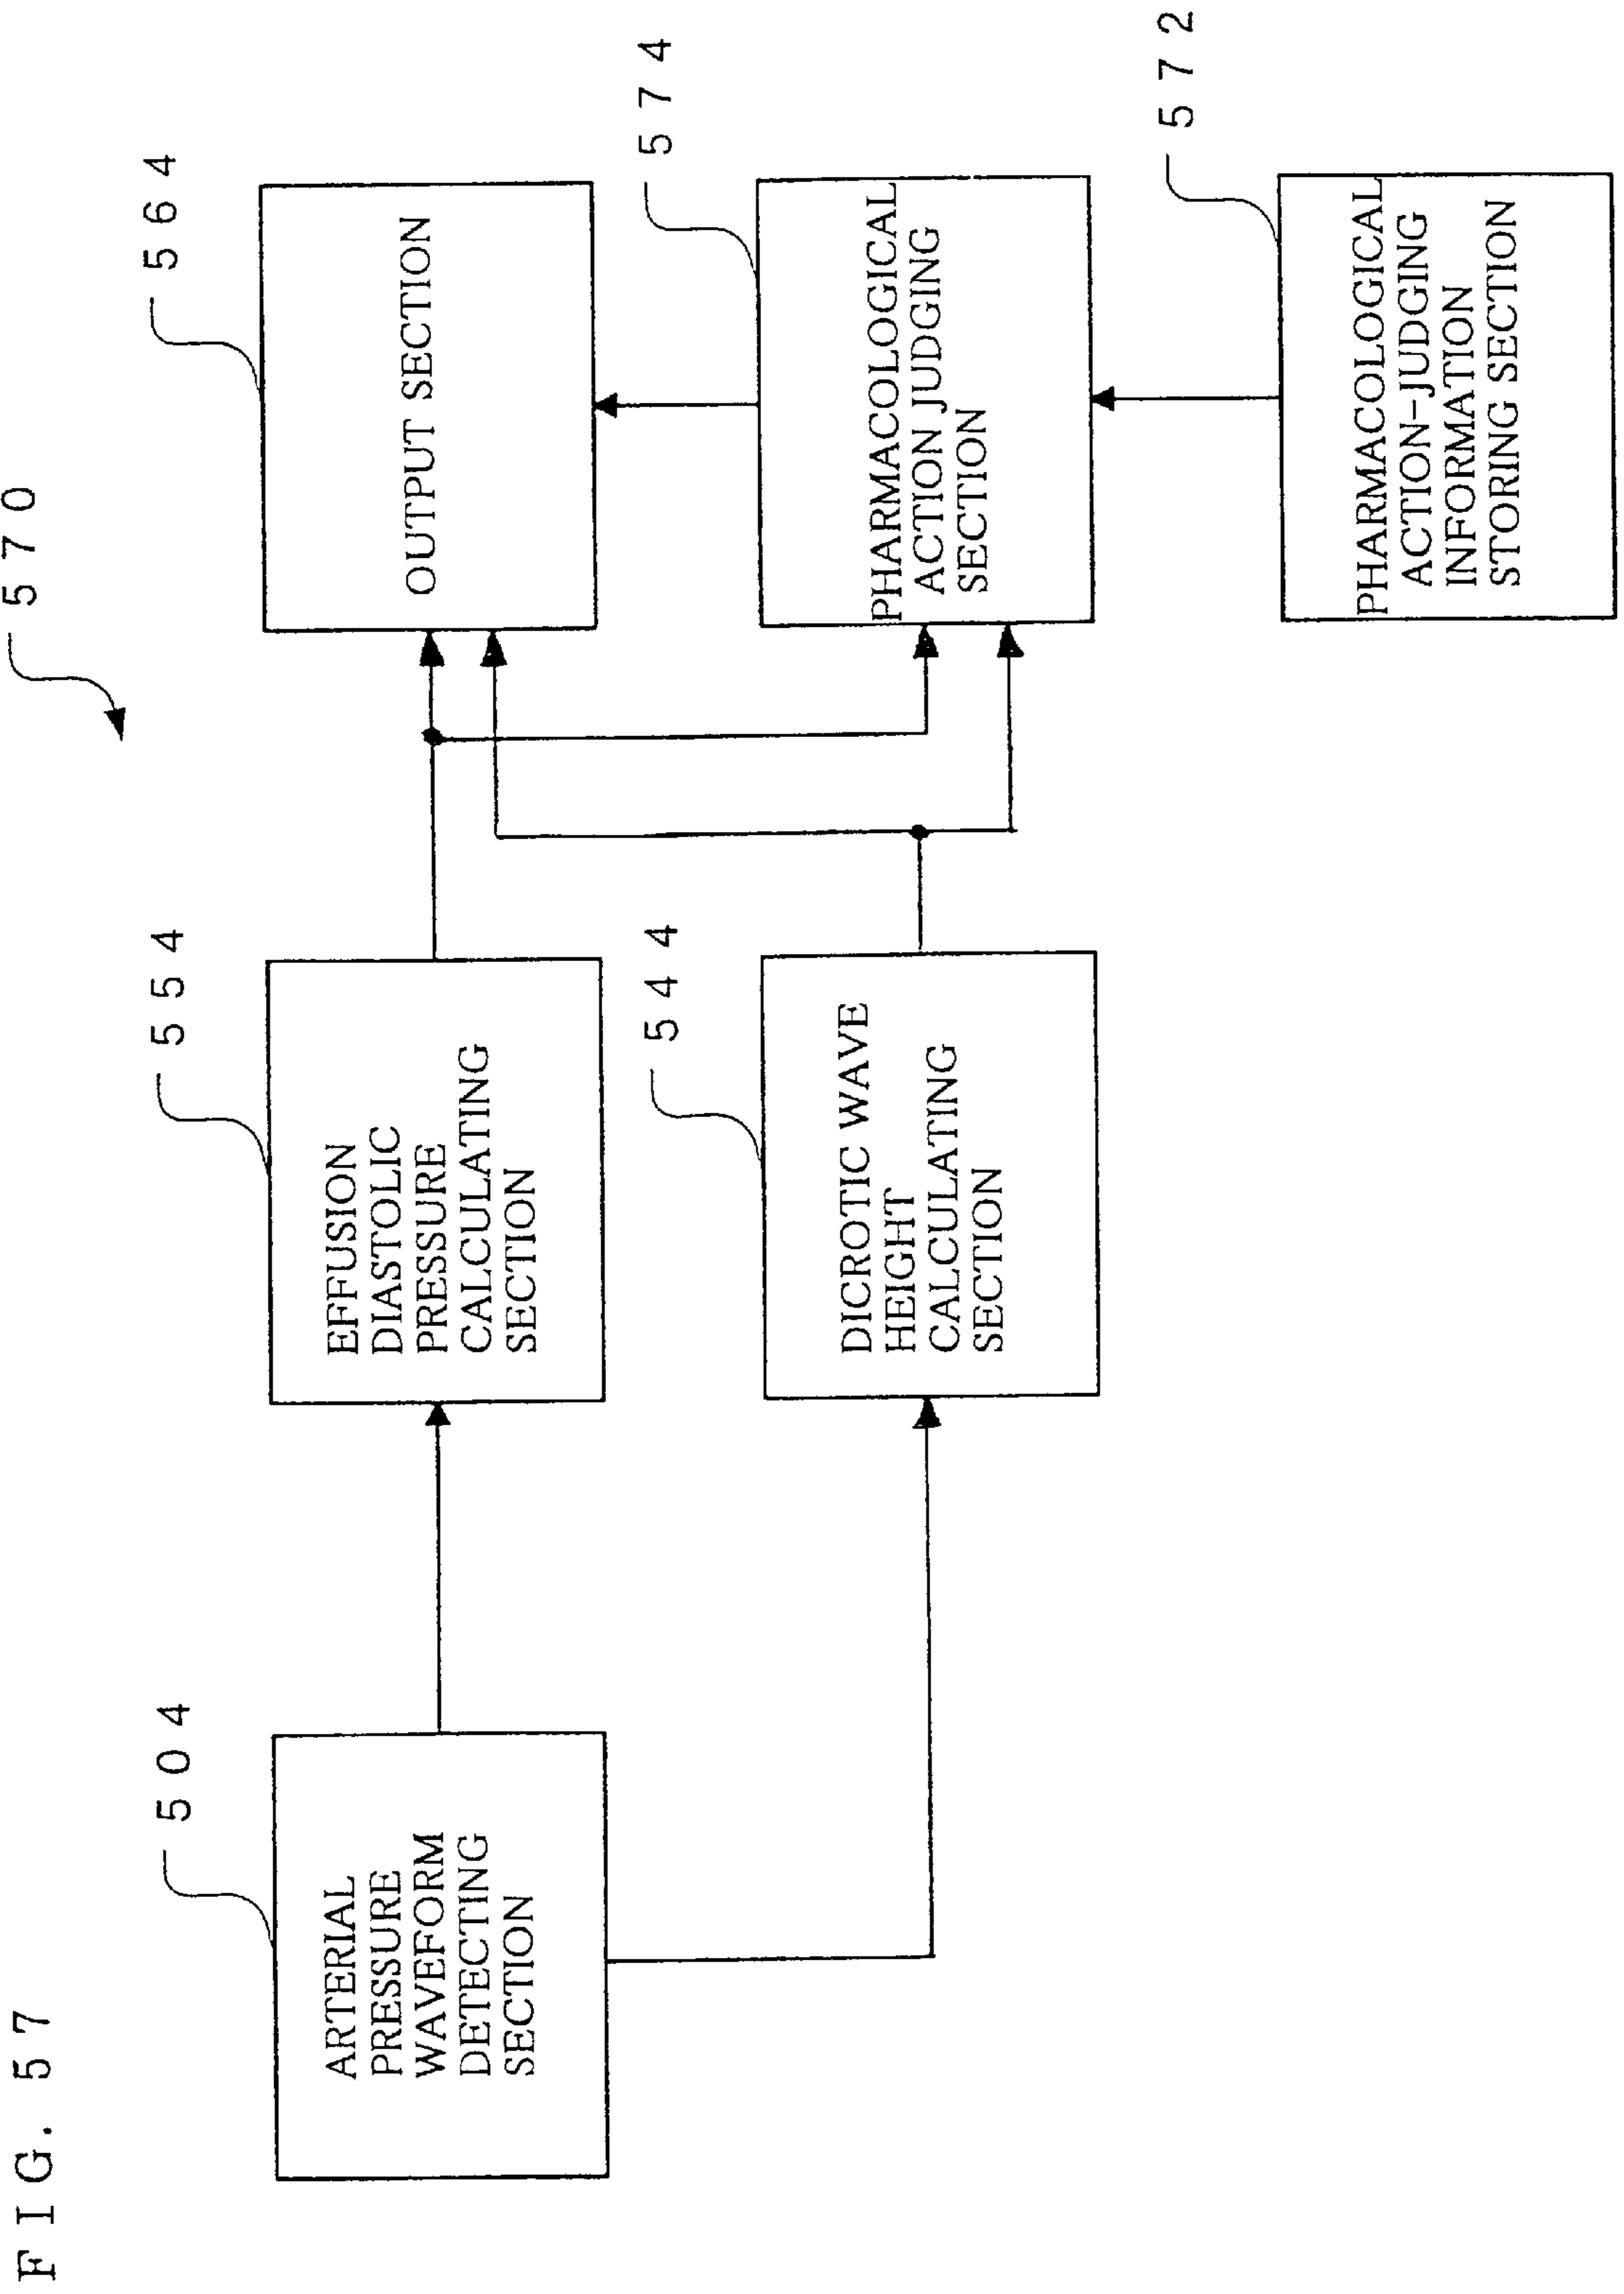 FIG. 57
570
504
ARTERIAL
PRESSURE
WAVEFORM
DETECTING
SECTION
554
EFFUSION
DIASTOLIC
PRESSURE
CALCULATING
SECTION
564
OUTPUT SECTION
544
DICROTIC WAVE
HEIGHT
CALCULATING
SECTION
574
PHARMACOLOGICAL
ACTION JUDGING
SECTION
572
PHARMACOLOGICAL
ACTION-JUDGING
INFORMATION
STORING SECTION